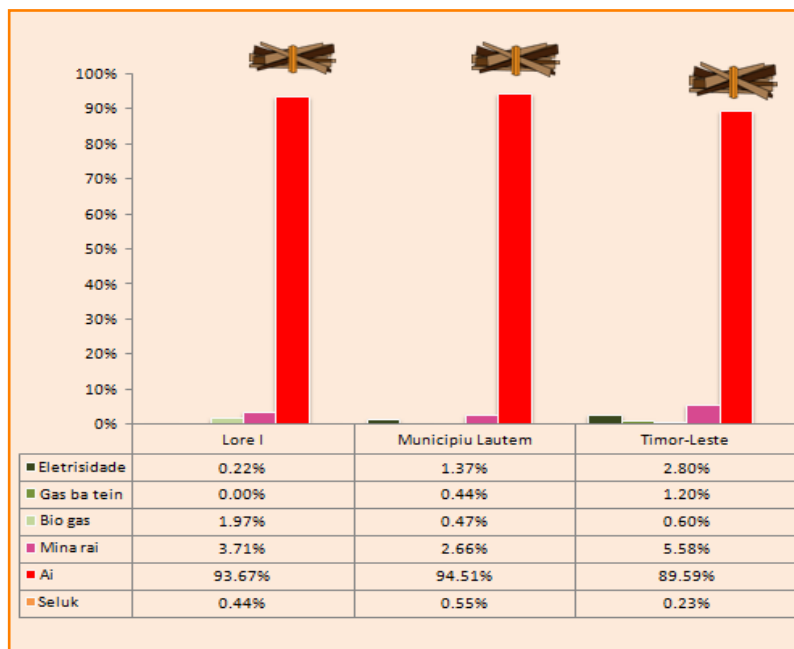 100%
90%
80%
70%
60%
50%
40%
30%
20%
10%
0%
Lore I Municipiu Lautem Timor-Leste
Eletrisidade 0.22% 1.37% 2.80%
Gas ba tein 0.00% 0.44% 1.20%
Bio gas 1.97% 0.47% 0.60%
Mina rai 3.71% 2.66% 5.58%
Ai 93.67% 94.51% 89.59%
Seluk 0.44% 0.55% 0.23%